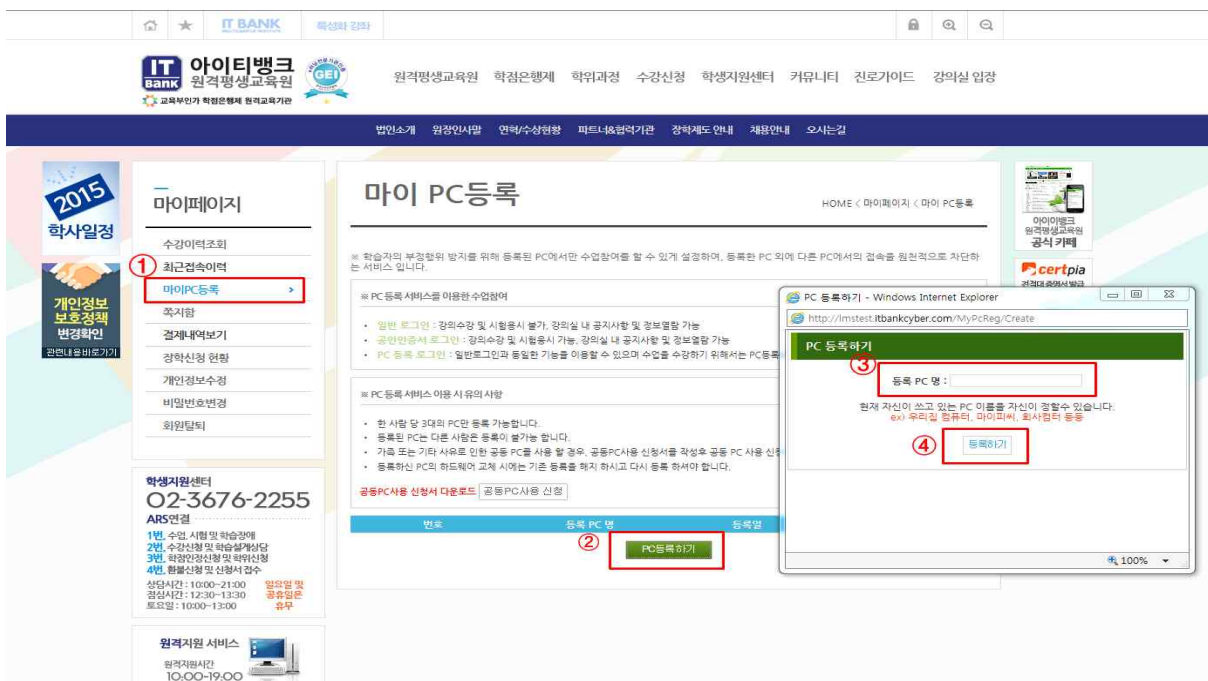 IT BANK
특성화 강좌
IT Bank
아이티뱅크
원격평생교육원
교육부인가 학점은행제 원격교육기관
GEI
원격평생교육원 학점은행제 학위과정 수강신청 학생지원센터 커뮤니티 진로가이드 강의실 입장
법인소개 원장인사말 연혁/수상현황 파트너&협력기관 장학제도 안내 채용안내 오시는길
2015
학사일정
개인정보
보호정책
변경확인
관련내용바로가기
마이페이지
수강이력조회
① 최근접속이력
마이PC등록 >
쪽지함
결제내역보기
장학신청 현황
개인정보수정
비밀번호변경
회원탈퇴
학생지원센터
02-3676-2255
ARS연결
1번, 수업, 시험 및 학습장애
2번, 수강신청 및 학습설계상담
3번, 학점인정신청 및 학위신청
4번, 환불신청 및 신청서 접수
상담시간 : 10:00~21:00
점심시간 : 12:30~13:30
토요일 : 10:00~13:00
일요일 및
공휴일은
휴무
원격지원 서비스
원격지원시간
10:00-19:00
마이 PC등록
HOME < 마이페이지 < 마이 PC등록
※ 학습자의 부정행위 방지를 위해 등록된 PC에서만 수업참여를 할 수 있게 설정하여, 등록한 PC 외에 다른 PC에서의 접속을 원천적으로 차단하
는 서비스 입니다.
※ PC 등록 서비스를 이용한 수업참여
• 일반 로그인 : 강의수강 및 시험응시 불가, 강의실 내 공지사항 및 정보열람 가능
• 공인인증서 로그인 : 강의수강 및 시험응시 가능, 강의실 내 공지사항 및 정보열람 가능
• PC 등록 로그인 : 일반로그인과 동일한 기능을 이용할 수 있으며 수업을 수강하기 위해서는 PC등록
※ PC 등록 서비스 이용 시 유의사항
• 한 사람 당 3대의 PC만 등록 가능합니다.
• 등록된 PC는 다른 사람은 등록이 불가능 합니다.
• 가족 또는 기타 사유로 인한 공동 PC를 사용 할 경우, 공동PC사용 신청서를 작성후 공동 PC 사용 신청
• 등록하신 PC의 하드웨어 교체 시에는 기존 등록을 해지 하시고 다시 등록 하셔야 합니다.
공동PC사용 신청서 다운로드 공동PC사용 신청
번호 등록 PC 명 등록일
② PC등록하기
원격평생교육원
공식 카페
certpia
PC 등록하기 - Windows Internet Explorer
http://lmstest.itbankcyber.com/MyPcReg/Create
PC 등록하기
③
등록 PC 명 :
현재 자신이 쓰고 있는 PC 이름을 자신이 정할수 있습니다.
ex) 우리집 컴퓨터, 마이피씨, 회사컴터 등등
④ 등록하기
100%